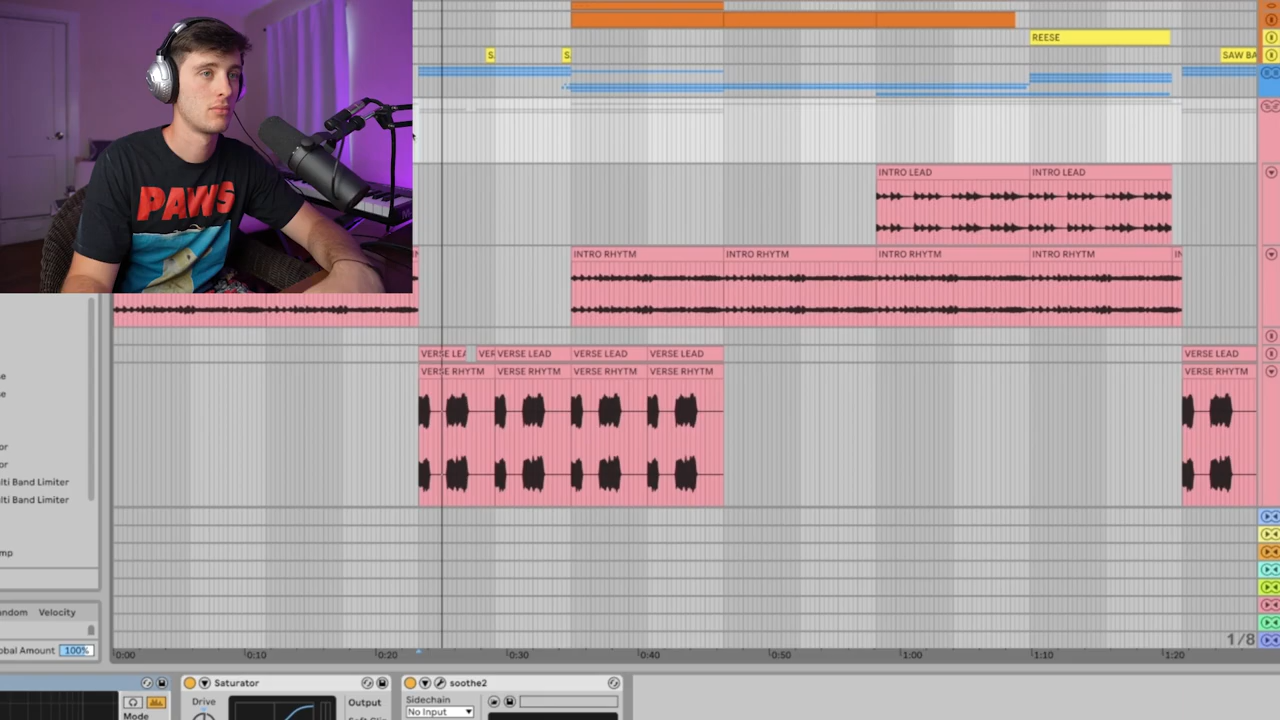 PAWS
REESE
SAW BA
INTRO LEAD
INTRO LEAD
INTRO RHYTM
INTRO RHYTM
INTRO RHYTM
INTRO RHYTM
VERSE LEA
VER
VERSE LEAD
VERSE LEAD
VERSE LEAD
VERSE LEAD
VERSE RHYTM
VERSE RHYTM
VERSE RHYTM
VERSE RHYTM
VERSE RHYTM
lti Band Limiter
lti Band Limiter
mp
ndom Velocity
obal Amount 100%
1/8
0:00 0:10 0:20 0:30 0:40 0:50 1:00 1:10 1:20
Saturator
soothe2
Drive
Output
Sidechain
No Input
Mode